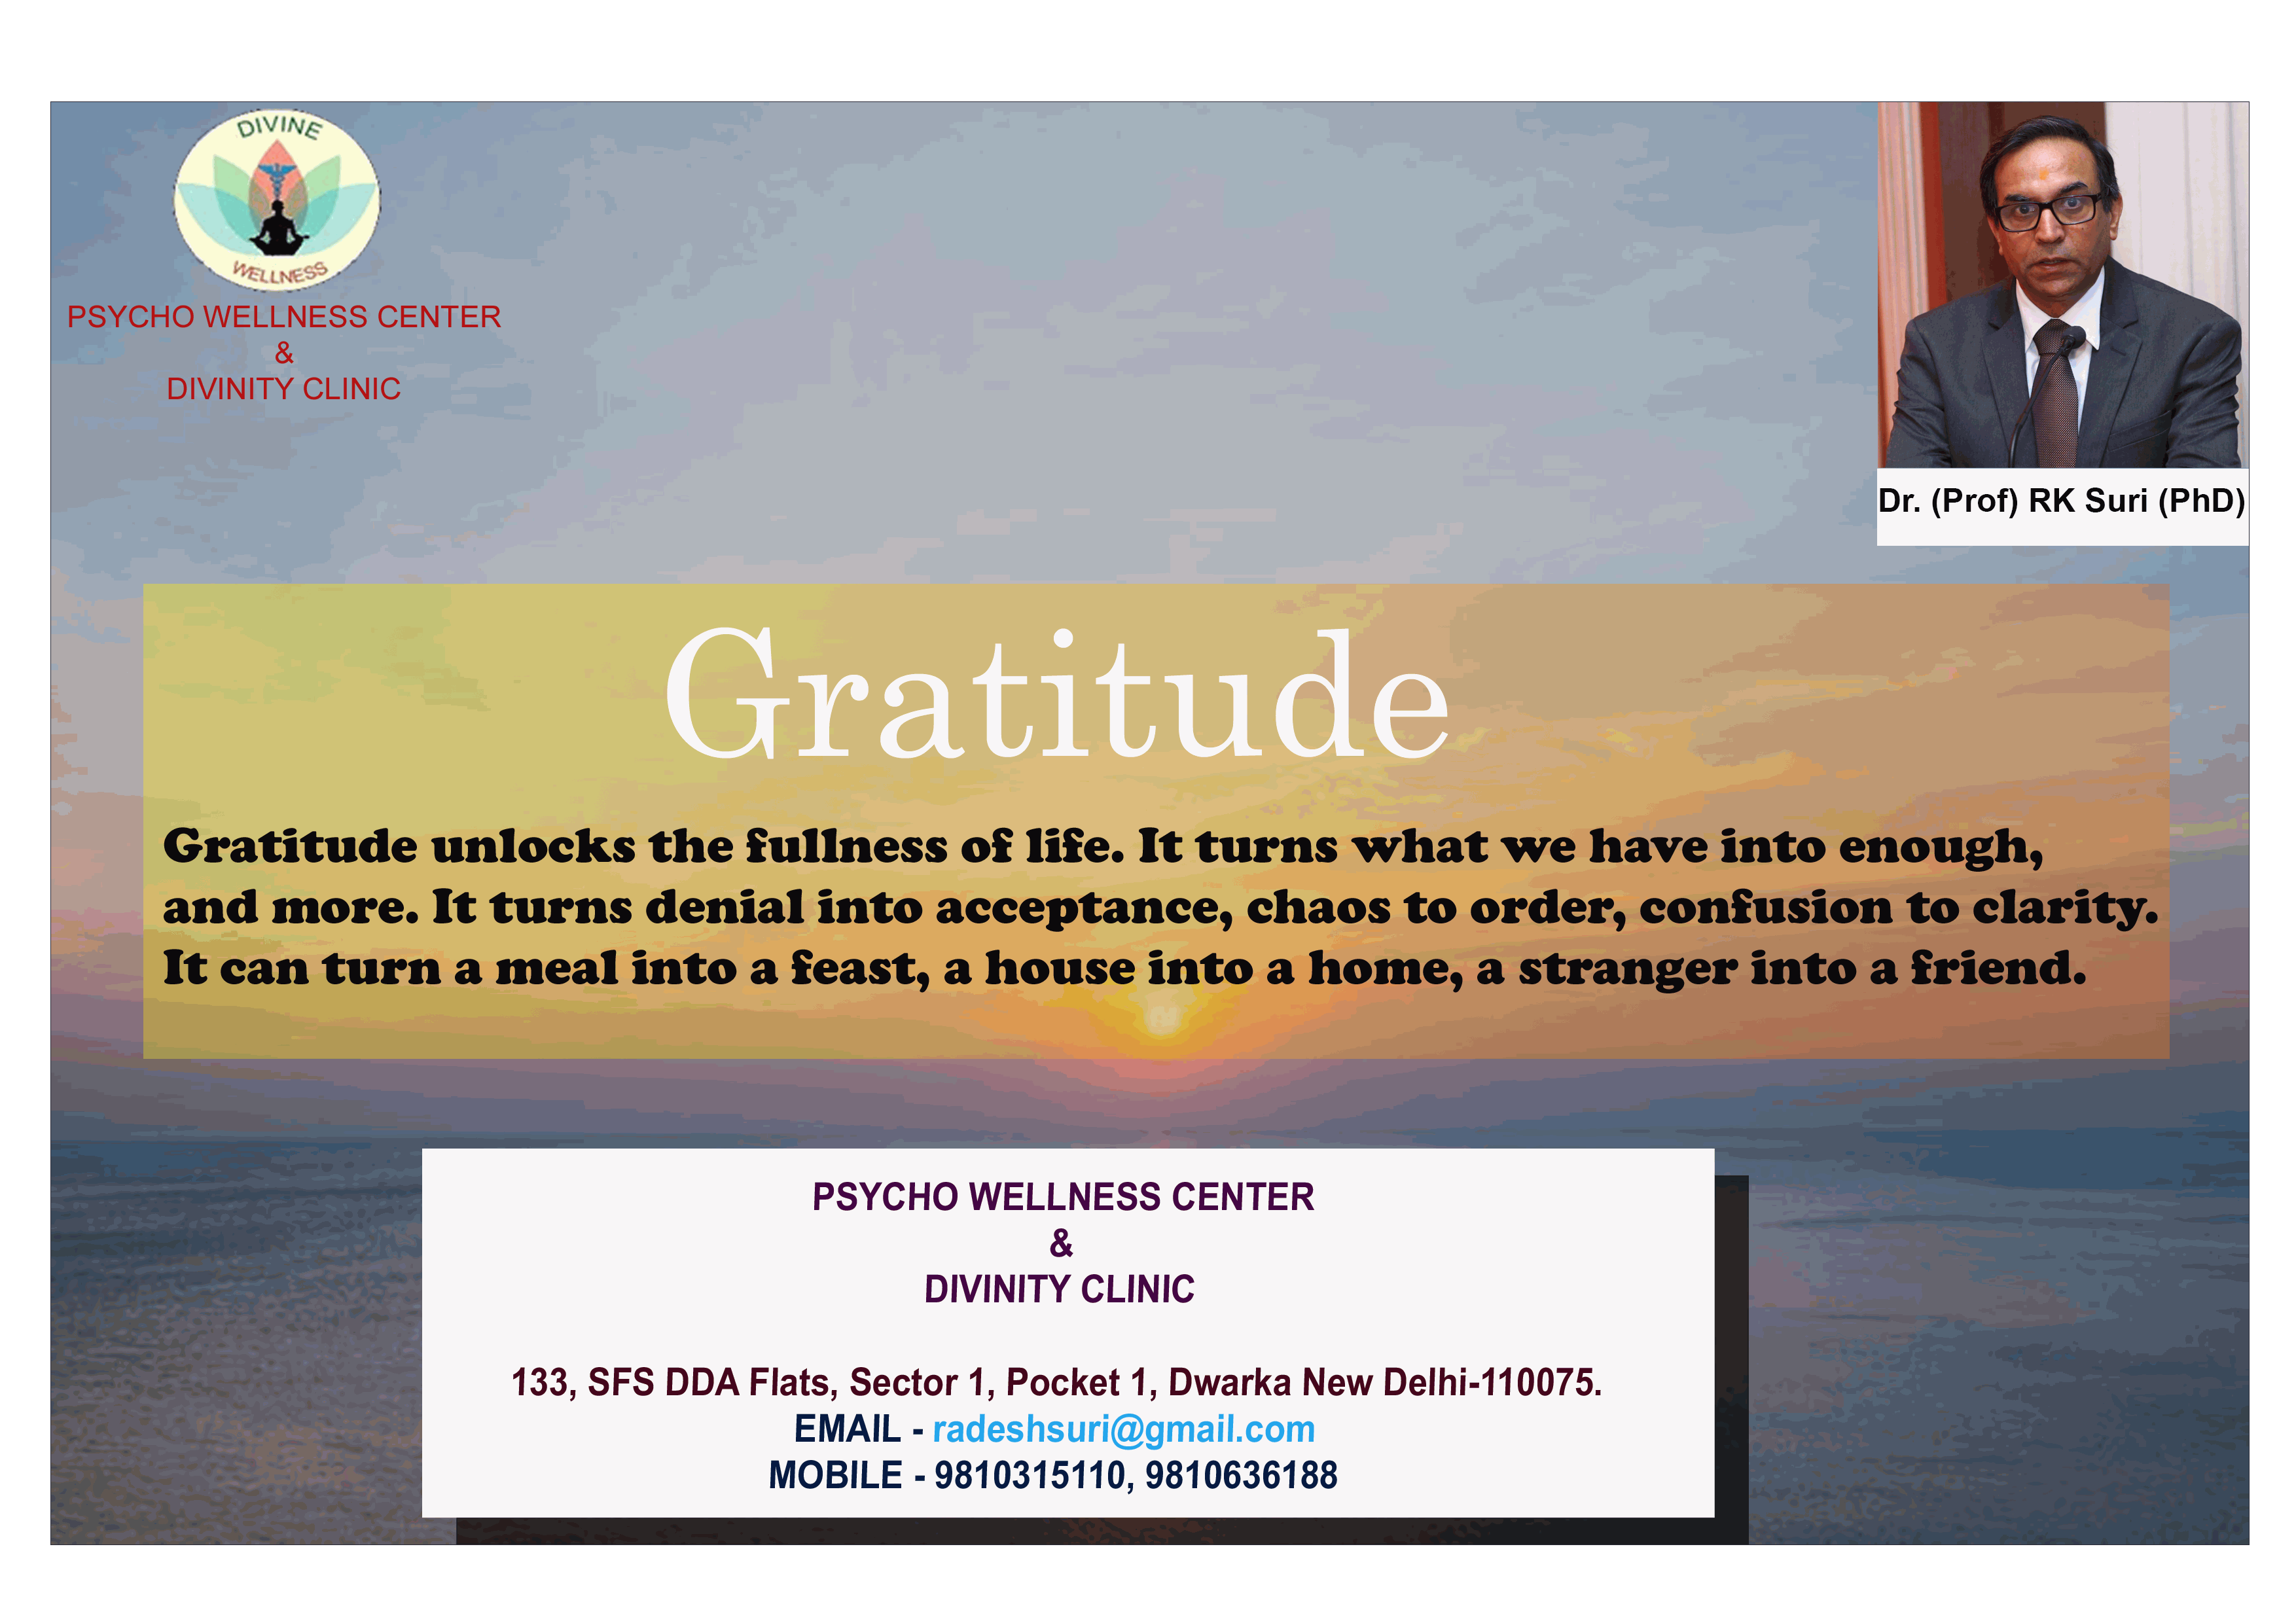 DIVINE
WELLNESS
PSYCHO WELLNESS CENTER
&
DIVINITY CLINIC
Dr. (Prof) RK Suri (PhD)
Gratitude
Gratitude unlocks the fullness of life. It turns what we have into enough,
and more. It turns denial into acceptance, chaos to order, confusion to clarity.
It can turn a meal into a feast, a house into a home, a stranger into a friend.
PSYCHO WELLNESS CENTER
&
DIVINITY CLINIC
133, SFS DDA Flats, Sector 1, Pocket 1, Dwarka New Delhi-110075.
EMAIL - radeshsuri@gmail.com
MOBILE - 9810315110, 9810636188